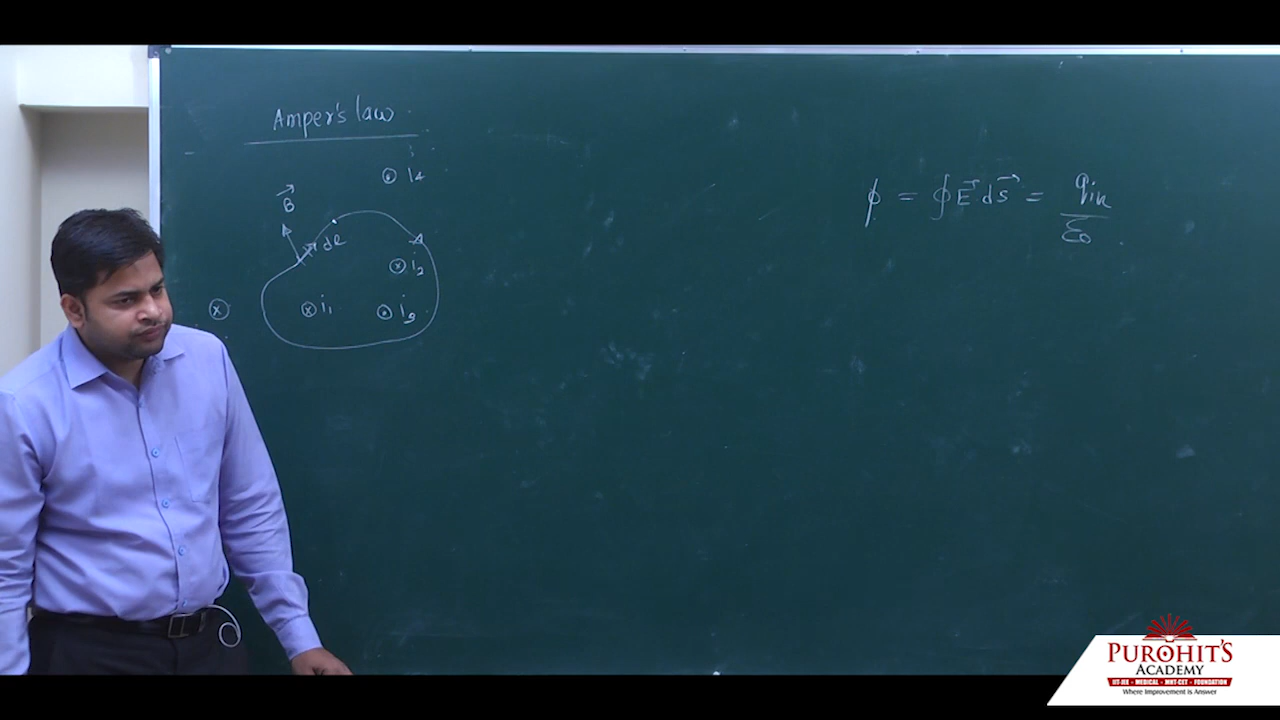 Amper's law
⊙ i4
B⃗
dl
⊗ i2
⊗
⊗ i1
⊙ i3
ϕ = ∮ E⃗ ds⃗ = qin / ε0
PUROHIT'S
ACADEMY
IIT-JEE - MEDICAL - MHT-CET - FOUNDATION
Where Improvement is Answer